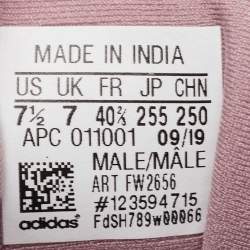 MADE IN INDIA
US UK FR JP CHN
7½ 7 40⅔ 255 250
APC 011001 09/19
MALE/MÂLE
ART FW2656
#123594715
FdSH789w00066
adidas